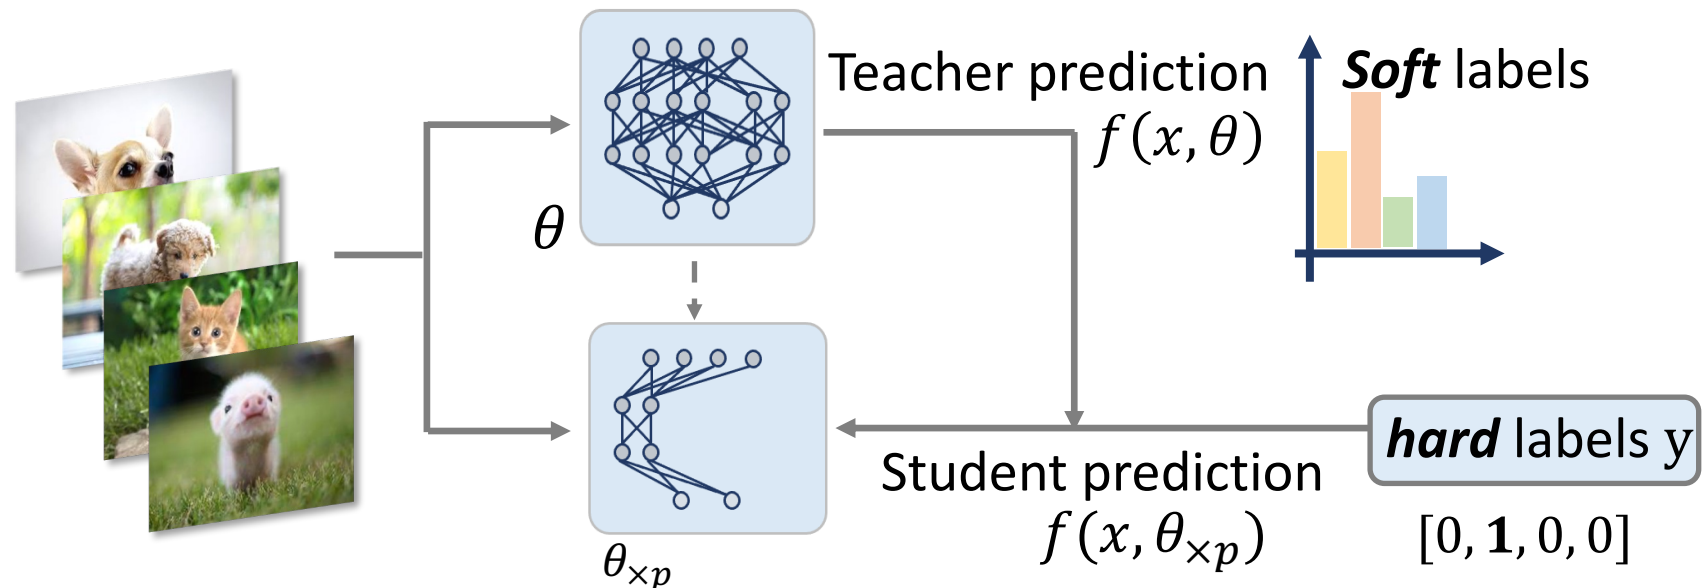 θ
Teacher prediction
f(x, θ)
Soft labels
θ×p
Student prediction
f(x, θ×p)
hard labels y
[0, 1, 0, 0]